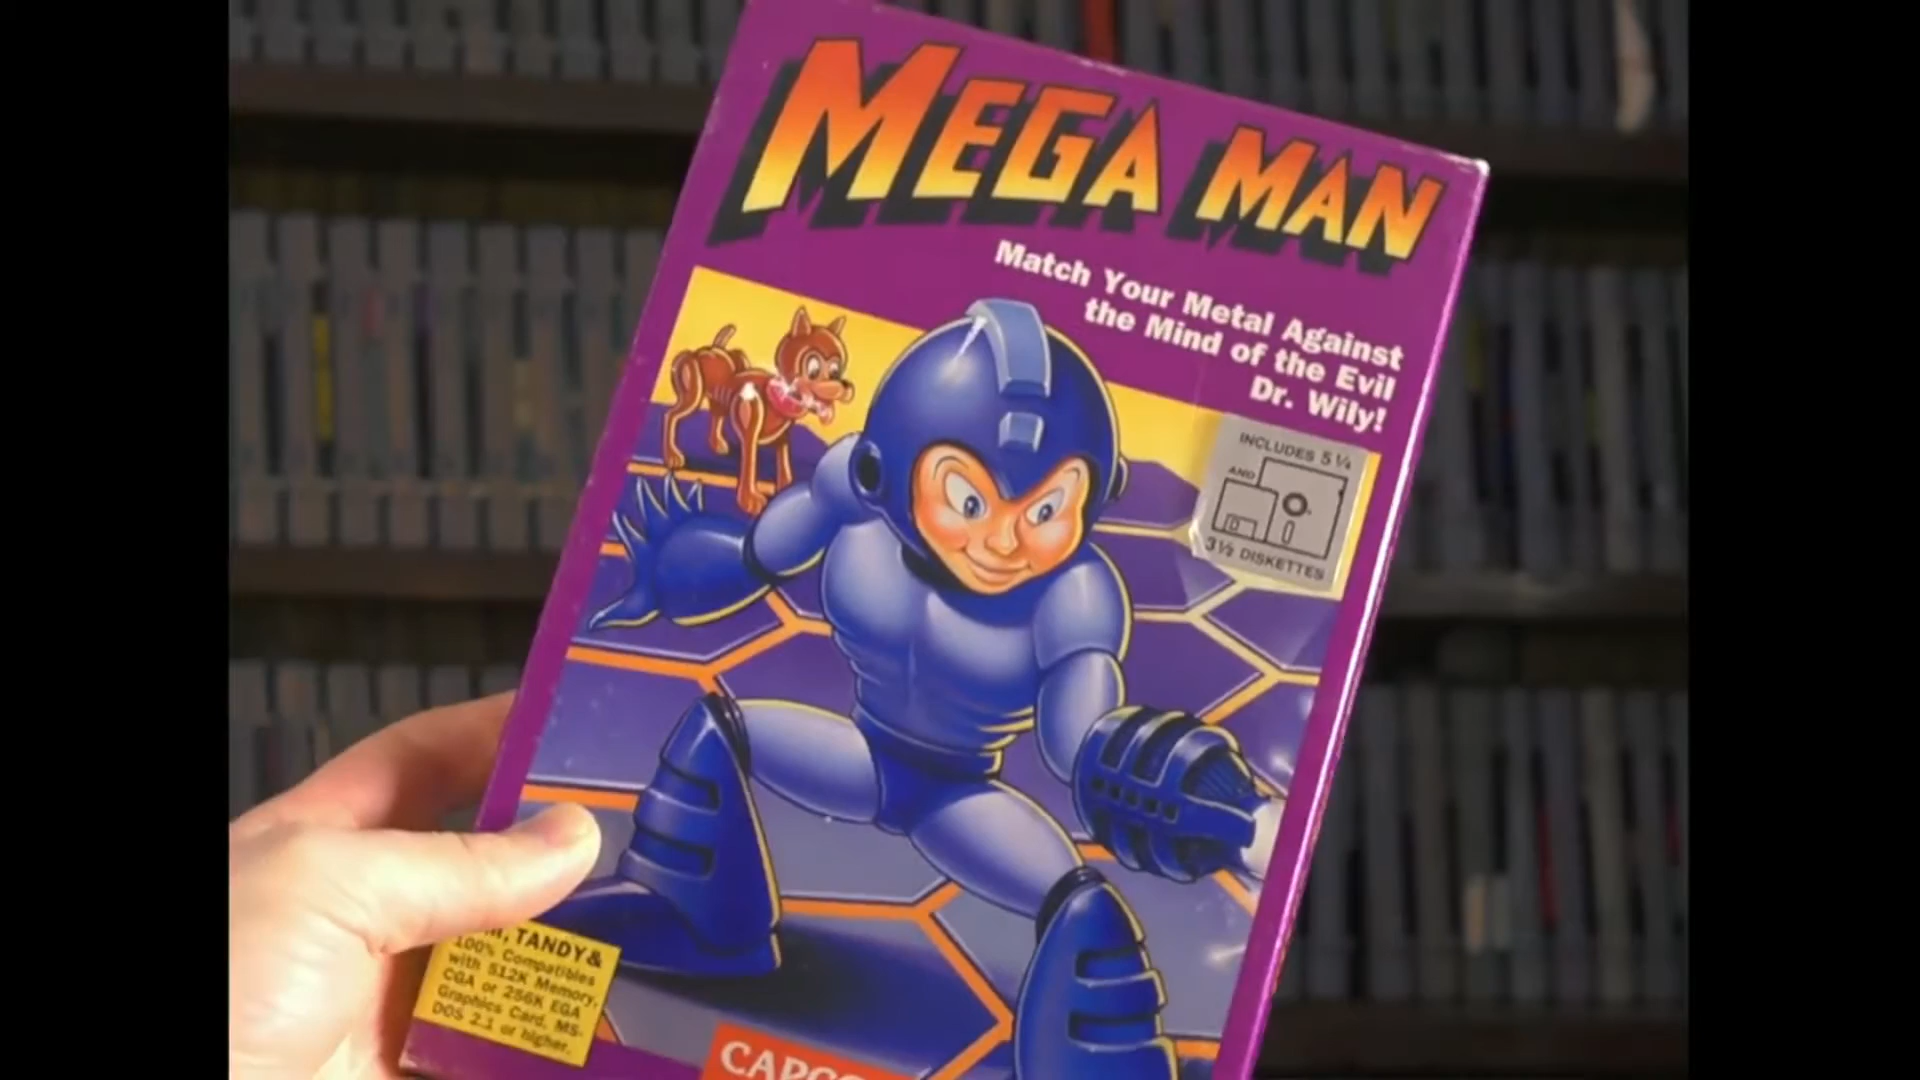 MEGA MAN
Match Your Metal Against
the Mind of the Evil
Dr. Wily!
INCLUDES 5¼
AND
3½ DISKETTES
TANDY &
100% Compatibles
with 512K Memory,
CGA or 256K EGA
Graphics Card, MS-
DOS 2.1 or higher.